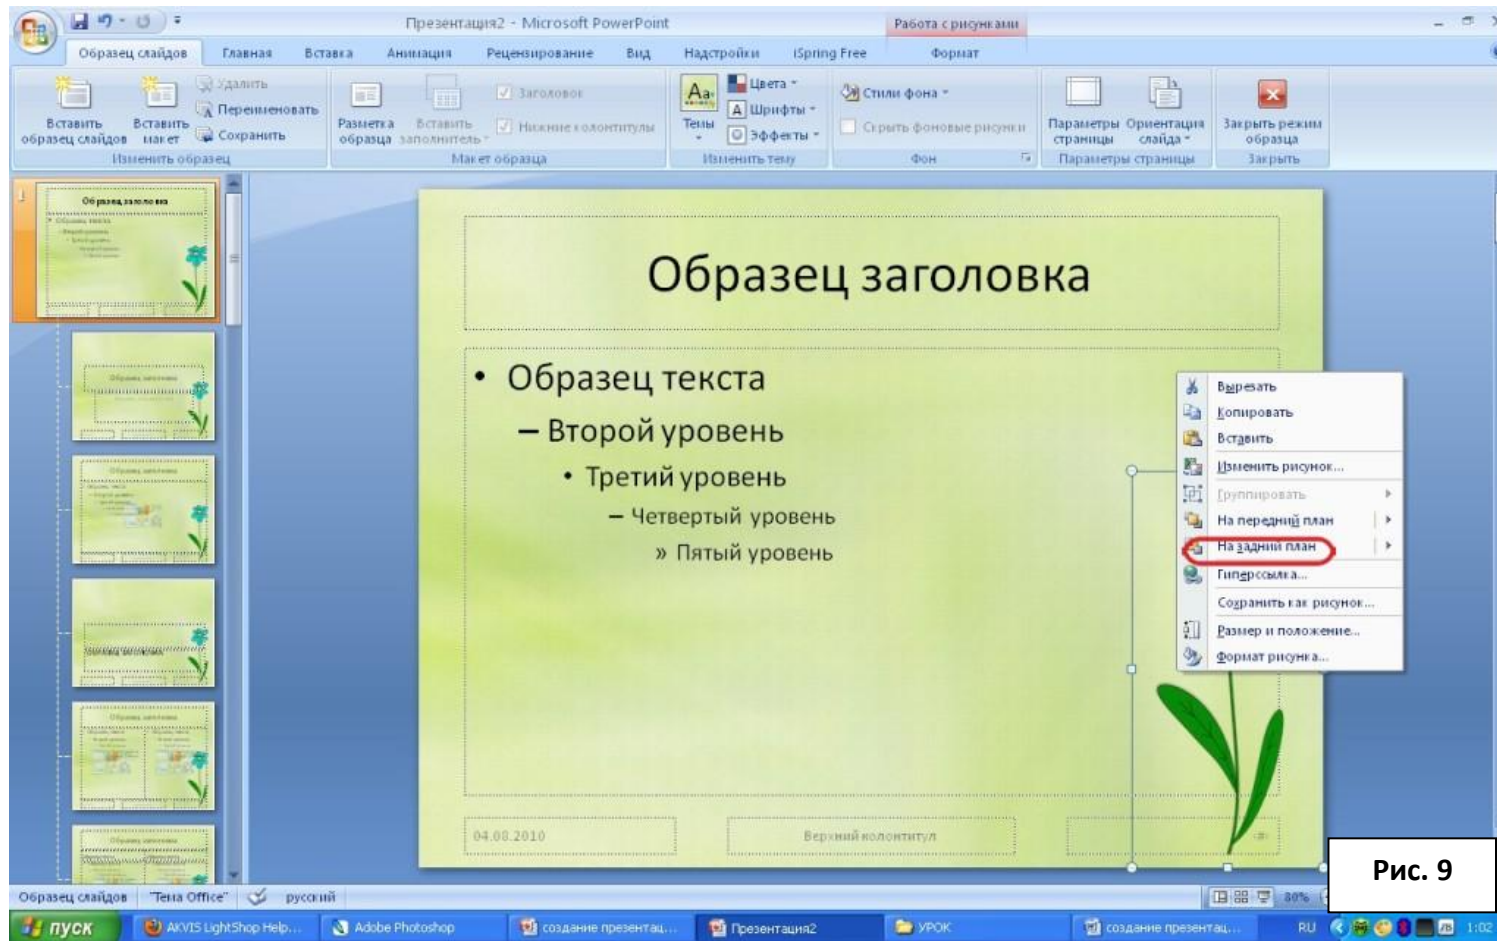 Презентация2 - Microsoft PowerPoint
Работа с рисунками
Образец слайдов Главная Вставка Анимация Рецензирование Вид Надстройки iSpring Free Формат
Вставить образец слайдов
Вставить макет
Удалить
Переименовать
Сохранить
Изменить образец
Разметка образца
Вставить заполнитель
Заголовок
Нижние колонтитулы
Макет образца
Темы
Aa
Цвета
Шрифты
Эффекты
Изменить тему
Стили фона
Скрыть фоновые рисунки
Фон
Параметры страницы
Ориентация слайда
Параметры страницы
Закрыть режим образца
Закрыть
1
Образец заголовка
Образец текста
Образец заголовка
• Образец текста
– Второй уровень
• Третий уровень
– Четвертый уровень
» Пятый уровень
04.08.2010
Верхний колонтитул
‹#›
Вырезать
Копировать
Вставить
Изменить рисунок...
Группировать
На передний план
На задний план
Гиперссылка...
Сохранить как рисунок...
Размер и положение...
Формат рисунка...
Рис. 9
Образец слайдов "Тема Office" русский
80%
пуск
AKVIS LightShop Help...
Adobe Photoshop
создание презентац...
Презентация2
УРОК
создание презентац...
RU
1:02